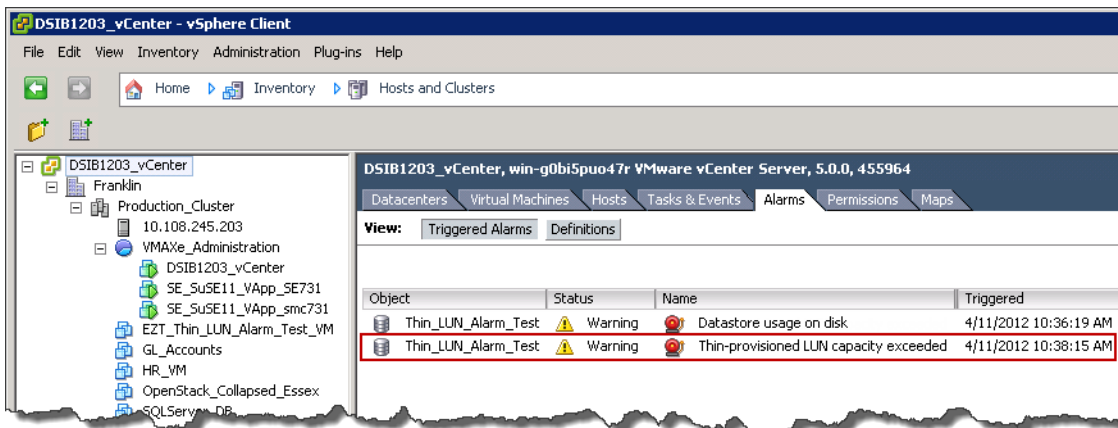 DSIB1203_vCenter - vSphere Client
File Edit View Inventory Administration Plug-ins Help
Home Inventory Hosts and Clusters
DSIB1203_vCenter
Franklin
Production_Cluster
10.108.245.203
VMAXe_Administration
DSIB1203_vCenter
SE_SuSE11_VApp_SE731
SE_SuSE11_VApp_smc731
EZT_Thin_LUN_Alarm_Test_VM
GL_Accounts
HR_VM
OpenStack_Collapsed_Essex
SQLServer_DB
DSIB1203_vCenter, win-g0bi5puo47r VMware vCenter Server, 5.0.0, 455964
Datacenters Virtual Machines Hosts Tasks & Events Alarms Permissions Maps
View: Triggered Alarms Definitions
Object Status Name Triggered
Thin_LUN_Alarm_Test Warning Datastore usage on disk 4/11/2012 10:36:19 AM
Thin_LUN_Alarm_Test Warning Thin-provisioned LUN capacity exceeded 4/11/2012 10:38:15 AM